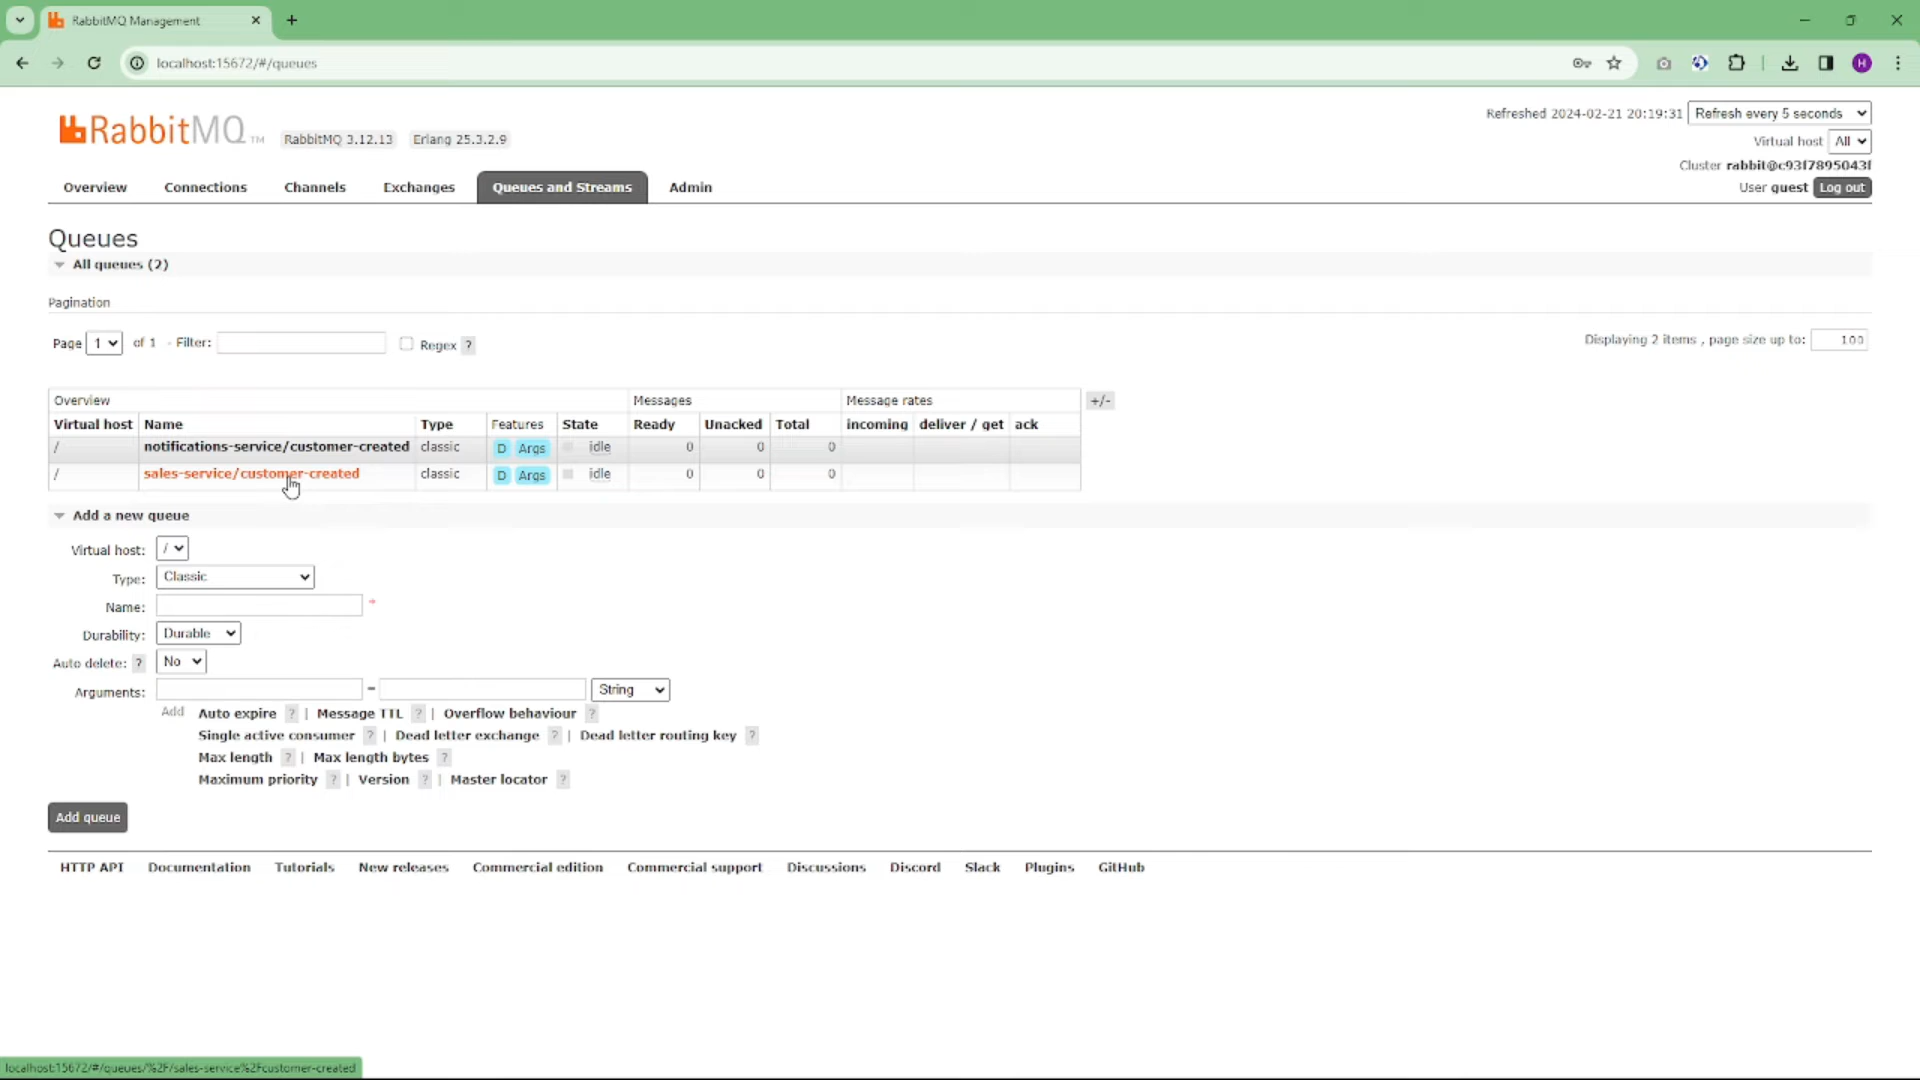 RabbitMQ Management
localhost:15672/#/queues
H
RabbitMQ TM
RabbitMQ 3.12.13 Erlang 25.3.2.9
Refreshed 2024-02-21 20:19:31 Refresh every 5 seconds
Virtual host All
Cluster rabbit@c93f7895043f
User guest Log out
Overview Connections Channels Exchanges Queues and Streams Admin
Queues
All queues (2)
Pagination
Page 1 of 1 - Filter: Regex ?
Displaying 2 items , page size up to: 100
Overview Messages Message rates +/-
Virtual host Name Type Features State Ready Unacked Total incoming deliver / get ack
/ notifications-service/customer-created classic D Args idle 0 0 0
/ sales-service/customer-created classic D Args idle 0 0 0
Add a new queue
Virtual host: /
Type: Classic
Name: *
Durability: Durable
Auto delete: ? No
Arguments: = String
Add Auto expire ? | Message TTL ? | Overflow behaviour ?
Single active consumer ? | Dead letter exchange ? | Dead letter routing key ?
Max length ? | Max length bytes ?
Maximum priority ? | Version ? | Master locator ?
Add queue
HTTP API Documentation Tutorials New releases Commercial edition Commercial support Discussions Discord Slack Plugins GitHub
localhost:15672/#/queues/%2F/sales-service%2Fcustomer-created